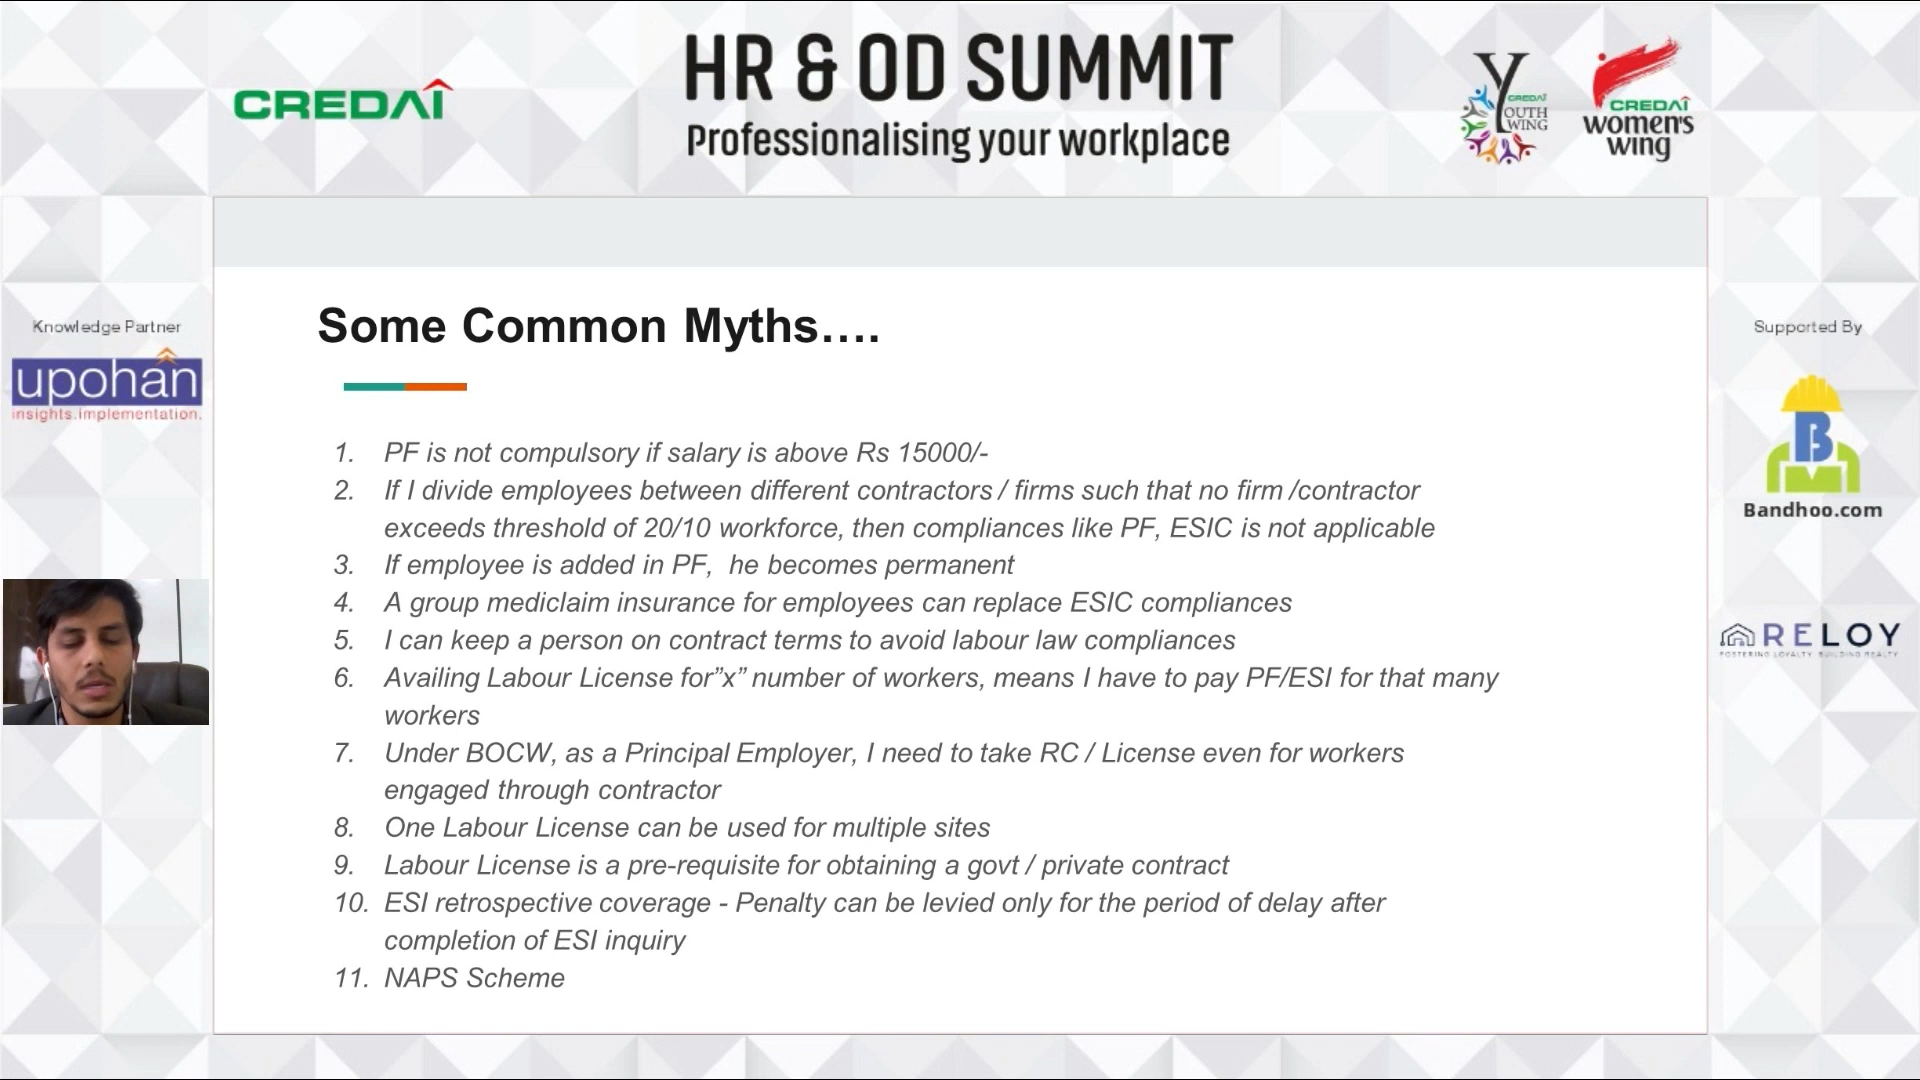 HR & OD SUMMIT
Professionalising your workplace
CREDAI
CREDAI
YOUTH
WING
CREDAI
women's
wing
Knowledge Partner
upohan
insights.implementation.
Supported By
Bandhoo.com
RELOY
FOSTERING LOYALTY. BUILDING REALTY
Some Common Myths….
1. PF is not compulsory if salary is above Rs 15000/-
2. If I divide employees between different contractors / firms such that no firm /contractor
exceeds threshold of 20/10 workforce, then compliances like PF, ESIC is not applicable
3. If employee is added in PF, he becomes permanent
4. A group mediclaim insurance for employees can replace ESIC compliances
5. I can keep a person on contract terms to avoid labour law compliances
6. Availing Labour License for”x” number of workers, means I have to pay PF/ESI for that many
workers
7. Under BOCW, as a Principal Employer, I need to take RC / License even for workers
engaged through contractor
8. One Labour License can be used for multiple sites
9. Labour License is a pre-requisite for obtaining a govt / private contract
10. ESI retrospective coverage - Penalty can be levied only for the period of delay after
completion of ESI inquiry
11. NAPS Scheme